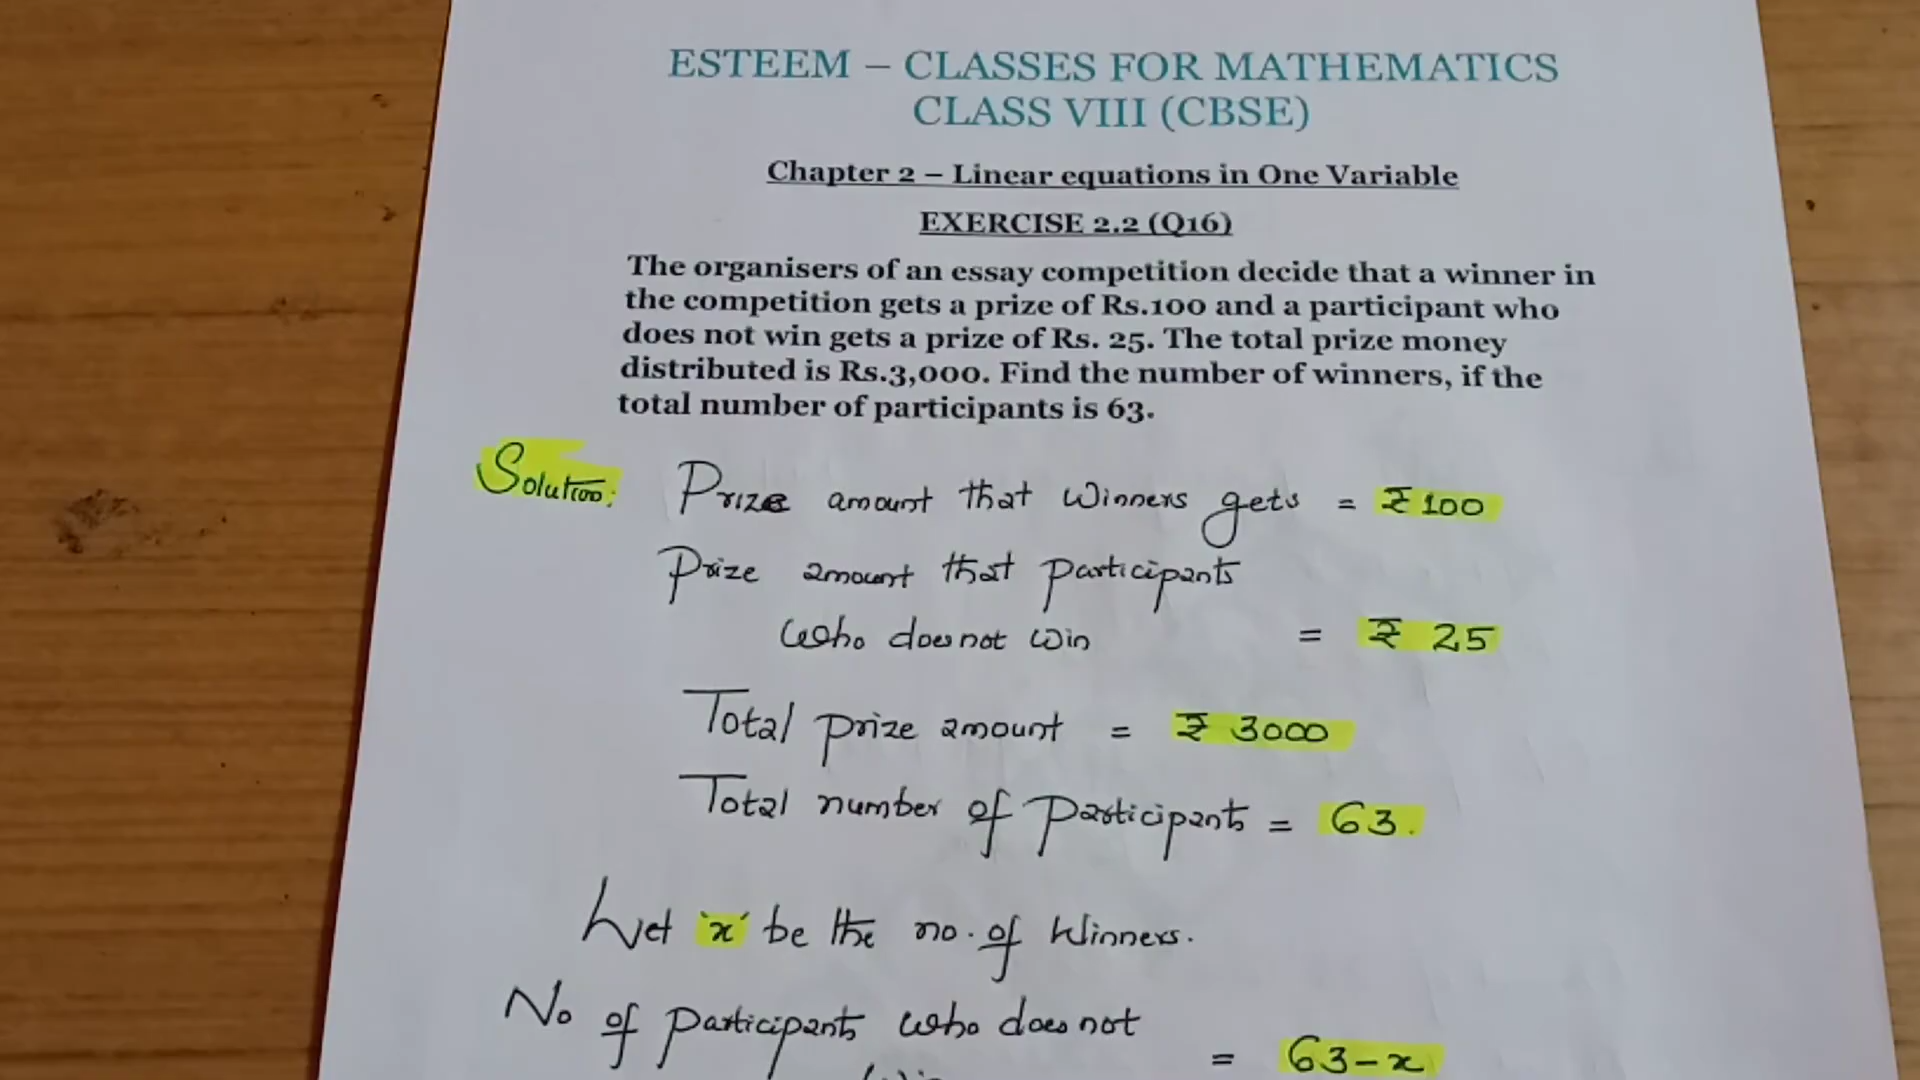 ESTEEM – CLASSES FOR MATHEMATICS
CLASS VIII (CBSE)
Chapter 2 – Linear equations in One Variable
EXERCISE 2.2 (Q16)
The organisers of an essay competition decide that a winner in
the competition gets a prize of Rs.100 and a participant who
does not win gets a prize of Rs. 25. The total prize money
distributed is Rs.3,000. Find the number of winners, if the
total number of participants is 63.
Solution: Prize amount that winners gets = ₹ 100
Prize amount that participants
who does not win = ₹ 25
Total prize amount = ₹ 3000
Total number of Participants = 63.
Let 'x' be the no. of Winners.
No of participants who does not
= 63-x